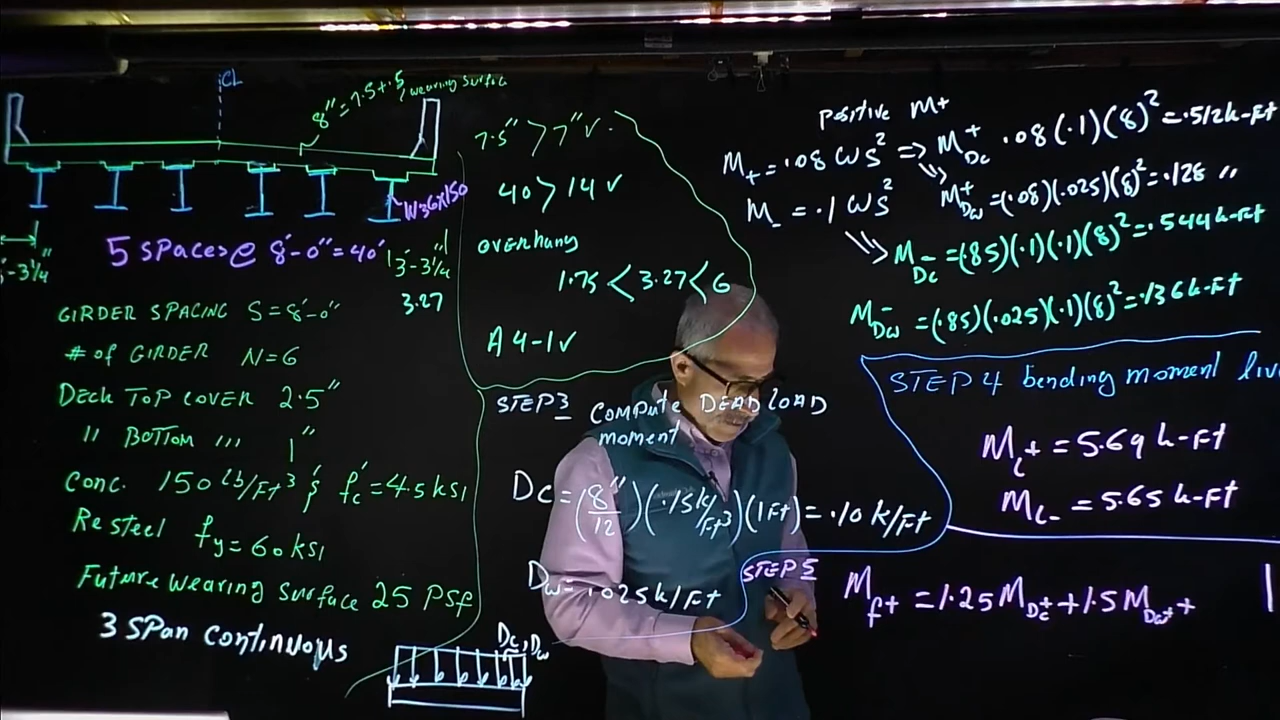 CL
8" = 7.5 + .5 wearing surface
W36x150
5 spaces @ 8'-0" = 40'
'-3 1/4"
3'-3 1/4"
3.27
GIRDER SPACING S = 8'-0"
# of GIRDER N = 6
Deck TOP COVER 2.5"
" BOTTOM "' 1"
Conc. 150 lb/Ft³ & f'c = 4.5 ksi
Re steel fy = 60 ksi
Future wearing surface 25 PSf
3 SPan continuous
7.5" > 7" √
40 > 14 √
overhang
1.75 < 3.27 < 6
A 4-1 √
STEP 3 COMPUTE DEAD LOAD
moment
Dc = (8"/12)(.15 k/Ft³)(1 Ft) = .10 k/Ft
Dw = .025 k/Ft
Dc, Dw
positive M+
M+ = .08 ws² => M+Dc .08(.1)(8)² = .512 k-Ft
M+Dw = (.08)(.025)(8)² = .128 "
M- = .1 ws²
=> M-Dc = (.85)(.1)(.1)(8)² = .544 k-Ft
M-Dw = (.85)(.025)(.1)(8)² = .136 k-Ft
STEP 4 bending moment liv
ML+ = 5.69 k-Ft
ML- = 5.65 k-Ft
STEP 5
Mf+ = 1.25 MDc+ + 1.5 MDw+ +